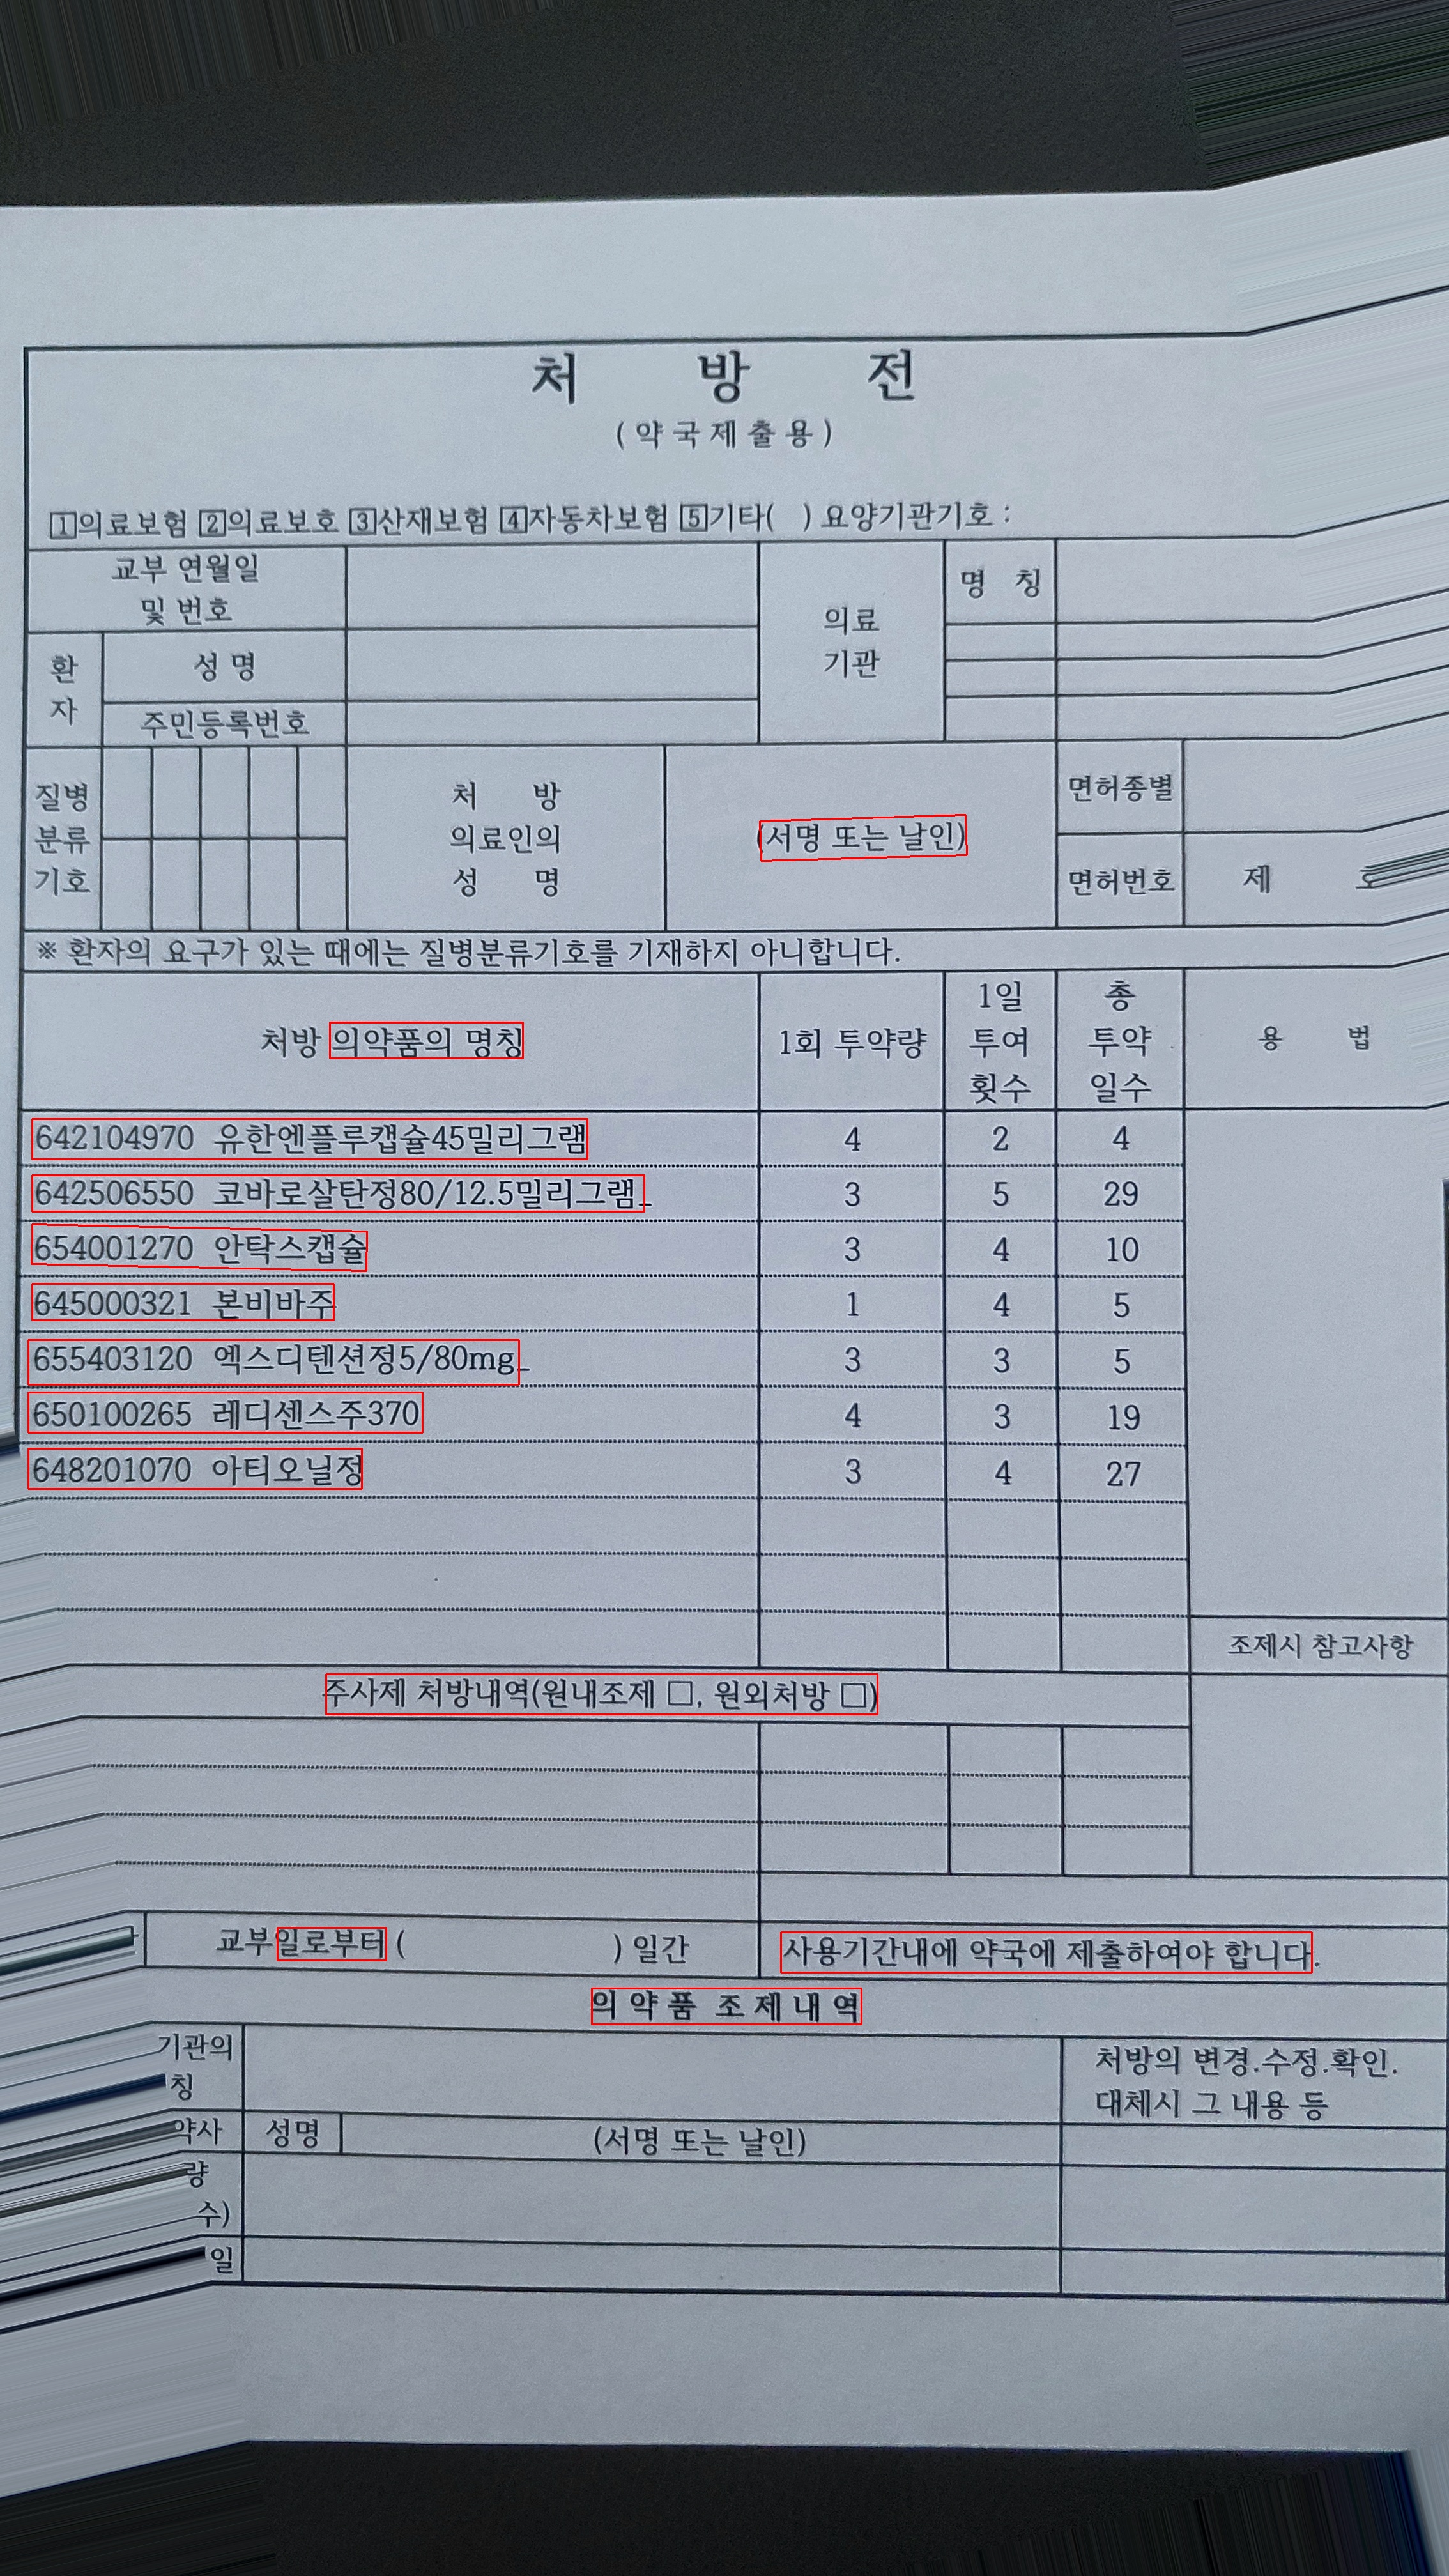 처 방 전
(약국제출용)
1의료보험 2의료보호 3산재보험 4자동차보험 5기타( ) 요양기관기호 :
교부 연월일
및 번호
의료
기관
명 칭
환
자
성 명
주민등록번호
질병
분류
기호
처 방
의료인의
성 명
(서명 또는 날인)
면허종별
면허번호
제 호
※ 환자의 요구가 있는 때에는 질병분류기호를 기재하지 아니합니다.
처방 의약품의 명칭
1회 투약량
1일
투여
횟수
총
투약
일수
용 법
642104970 유한엔플루캡슐45밀리그램 4 2 4
642506550 코바로살탄정80/12.5밀리그램_ 3 5 29
654001270 안탁스캡슐 3 4 10
645000321 본비바주 1 4 5
655403120 엑스디텐션정5/80mg_ 3 3 5
650100265 레디센스주370 4 3 19
648201070 아티오닐정 3 4 27
조제시 참고사항
주사제 처방내역(원내조제 □, 원외처방 □)
교부일로부터 ( ) 일간
사용기간내에 약국에 제출하여야 합니다.
의약품 조제내역
기관의
칭
처방의 변경.수정.확인.
대체시 그 내용 등
약사
성명
(서명 또는 날인)
량
수)
일